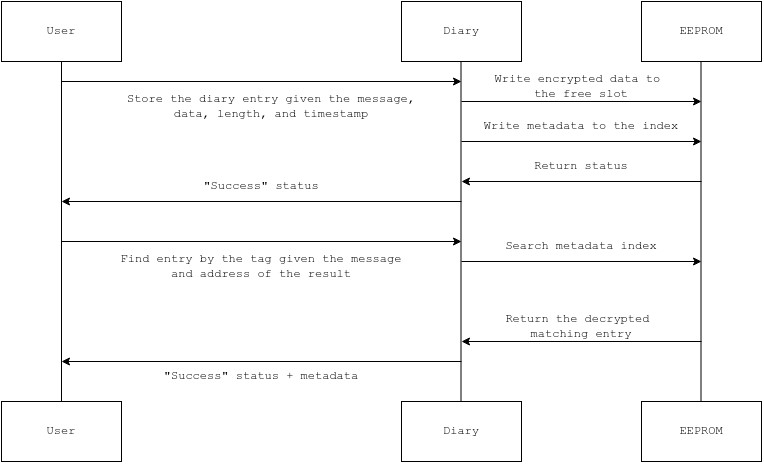 User
Diary
EEPROM
Store the diary entry given the message,
data, length, and timestamp
Write encrypted data to
the free slot
Write metadata to the index
Return status
"Success" status
Find entry by the tag given the message
and address of the result
Search metadata index
Return the decrypted
matching entry
"Success" status + metadata
User
Diary
EEPROM